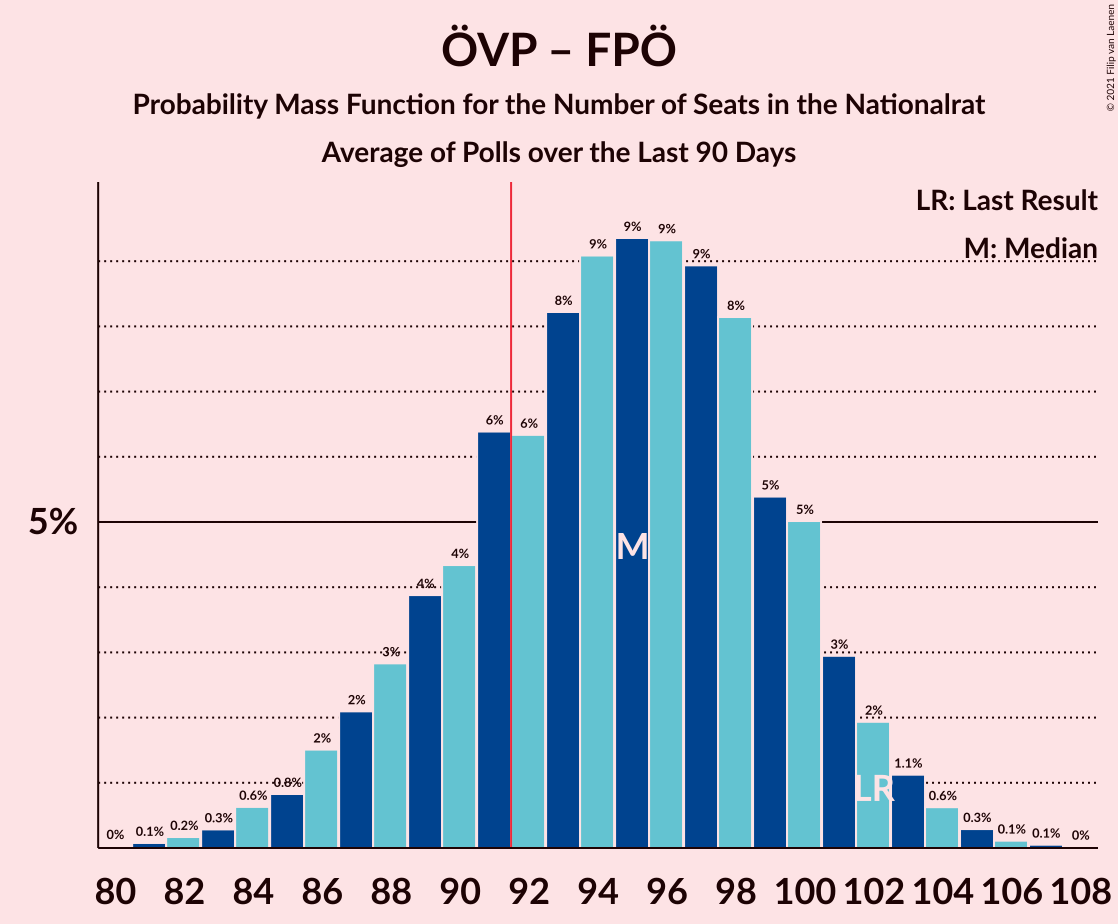 ÖVP – FPÖ
Probability Mass Function for the Number of Seats in the Nationalrat
Average of Polls over the Last 90 Days
© 2021 Filip van Laenen
LR: Last Result
M: Median
5%
0% 0.1% 0.2% 0.3% 0.6% 0.8% 2% 2% 3% 4% 4% 6% 6% 8% 9% 9% 9% 9% 8% 5% 5% 3% 2% 1.1% 0.6% 0.3% 0.1% 0.1% 0%
M
LR
80 82 84 86 88 90 92 94 96 98 100 102 104 106 108